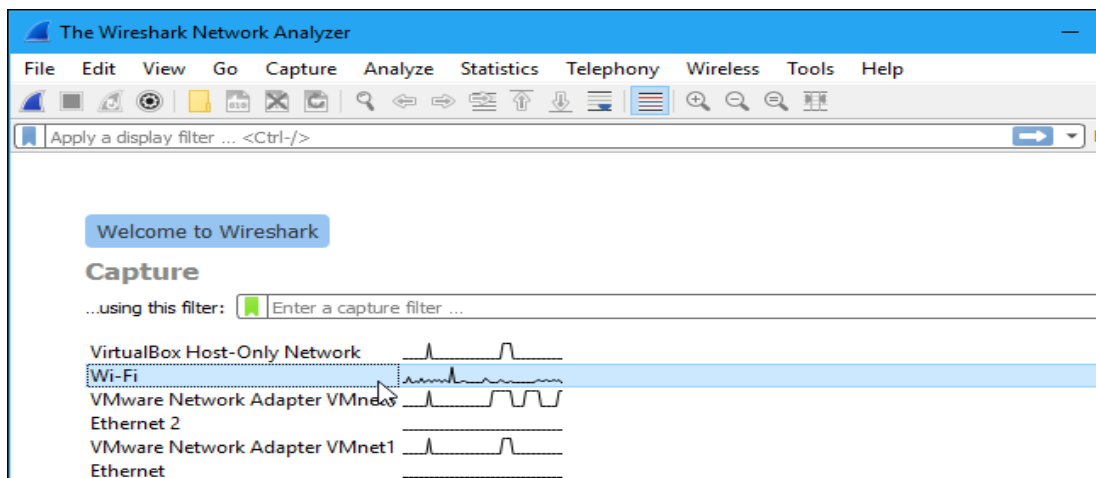 The Wireshark Network Analyzer
File Edit View Go Capture Analyze Statistics Telephony Wireless Tools Help
Apply a display filter ... <Ctrl-/>
Welcome to Wireshark
Capture
...using this filter: Enter a capture filter ...
VirtualBox Host-Only Network
Wi-Fi
VMware Network Adapter
Ethernet 2
VMware Network Adapter VMnet1
Ethernet